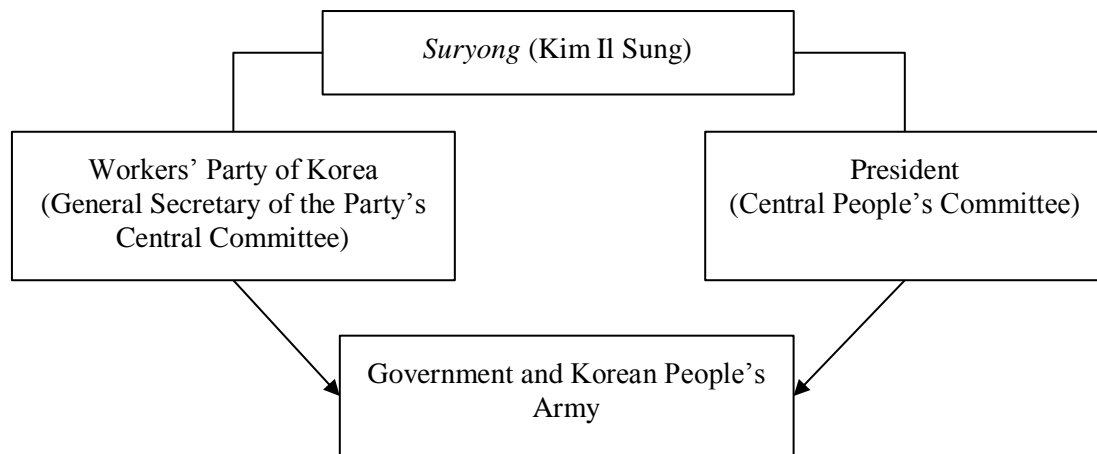 Suryong (Kim Il Sung)
Workers’ Party of Korea
(General Secretary of the Party’s
Central Committee)
President
(Central People’s Committee)
Government and Korean People’s
Army